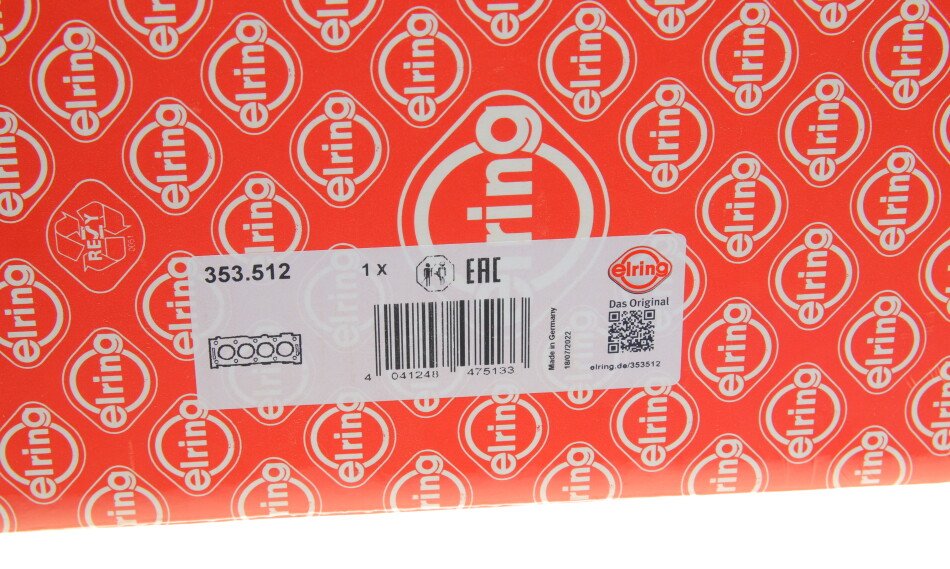 353.512
1 X
EAC
elring
Das Original
4 041248 475133
Made in Germany
18/07/2022
elring.de/353512
RESY
elring